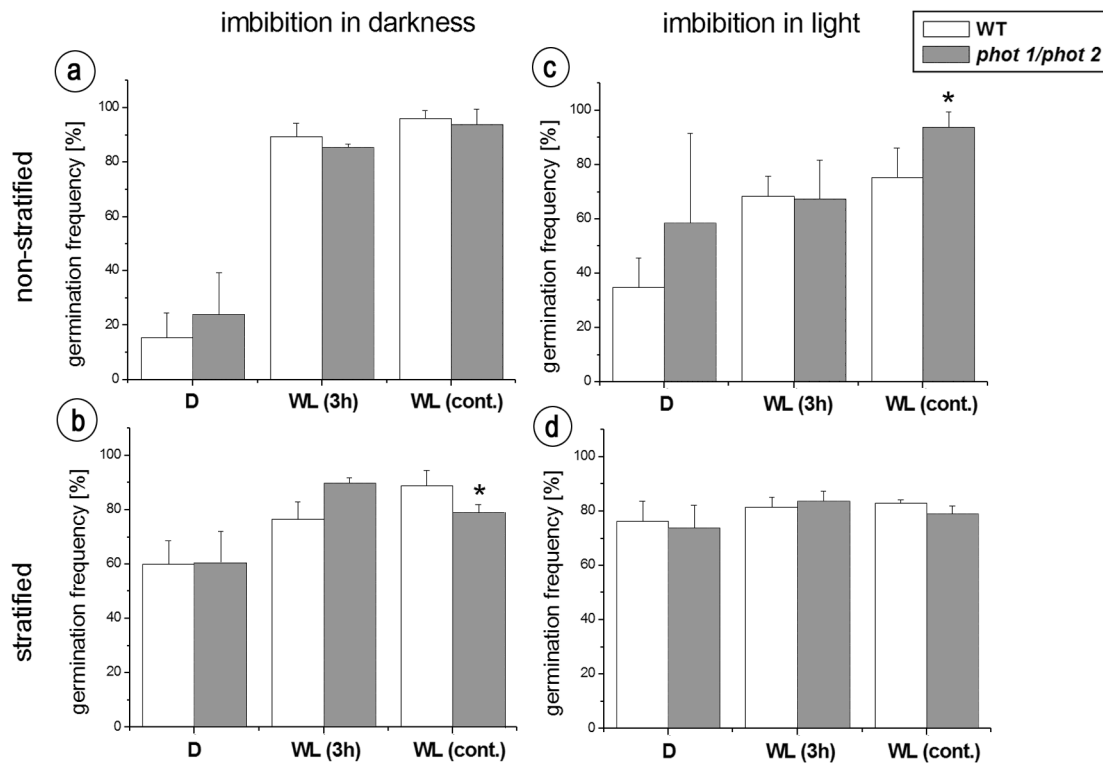 imbibition in darkness
imbibition in light
WT
phot 1/phot 2
non-stratified
stratified
a
germination frequency [%]
100
80
60
40
20
0
D
WL (3h)
WL (cont.)
c
germination frequency [%]
100
80
60
40
20
0
*
D
WL (3h)
WL (cont.)
b
germination frequency [%]
100
80
60
40
20
0
*
D
WL (3h)
WL (cont.)
d
germination frequency [%]
100
80
60
40
20
0
D
WL (3h)
WL (cont.)